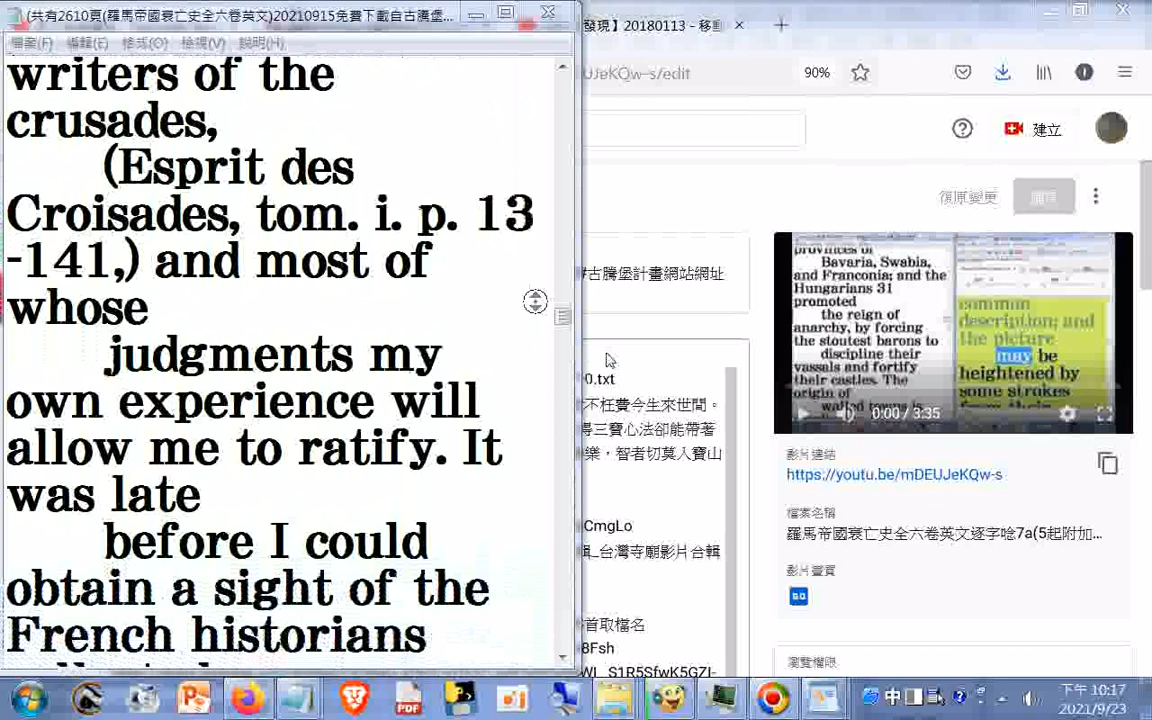 (共有2610頁(羅馬帝國衰亡史全六卷英文)20210915免費下載自古騰堡...
檔案(F) 編輯(E) 格式(O) 檢視(V) 說明(H)
writers of the
crusades,
(Esprit des
Croisades, tom. i. p. 13
-141,) and most of
whose
judgments my
own experience will
allow me to ratify. It
was late
before I could
obtain a sight of the
French historians
發現】20180113 - 移動
UJeKQw-s/edit
90%
建立
復原變更
#古騰堡計畫網站網址
0.txt
不枉費今生來世間。
得三寶心法卻能帶著
樂，智者切莫入寶山
CmgLo
輯_台灣寺廟影片合輯
首取檔名
8Fsh
WI_S1R5SfwK5GZI-
provinces of
Bavaria, Swabia,
and Franconia; and the
Hungarians 31
promoted
the reign of
anarchy, by forcing
the stoutest barons to
discipline their
vassals and fortify
their castles. The
origin of
walled towns is
common
description; and
the picture
may be
heightened by
some strokes
0:00 / 3:35
影片連結
https://youtu.be/mDEUJeKQw-s
檔案名稱
羅馬帝國衰亡史全六卷英文逐字唸7a(5起附加...
影片畫質
瀏覽權限
中
下午 10:17
2021/9/23